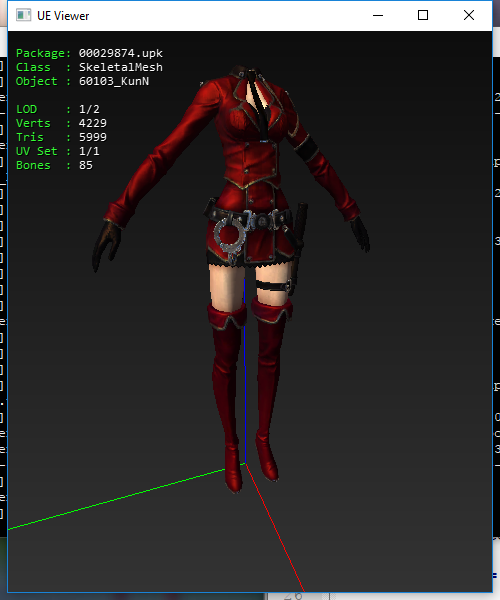 UE Viewer
Package: 00029874.upk
Class : SkeletalMesh
Object : 60103_KunN
LOD : 1/2
Verts : 4229
Tris : 5999
UV Set : 1/1
Bones : 85